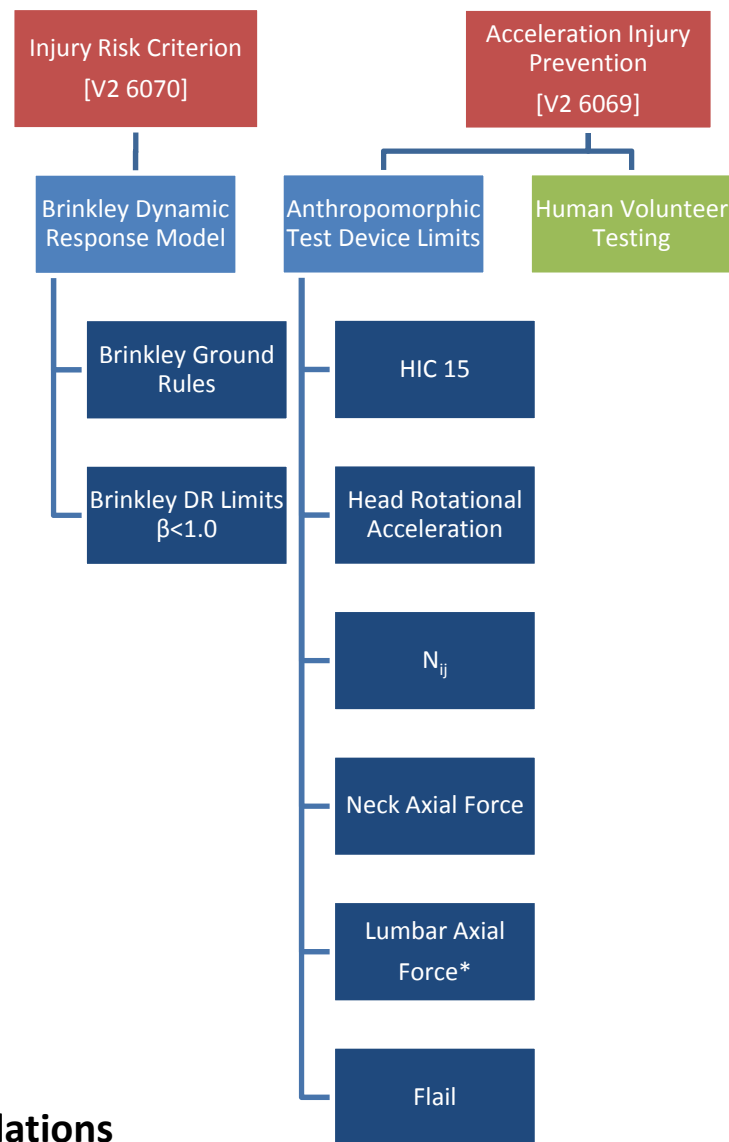 Injury Risk Criterion
[V2 6070]
Acceleration Injury
Prevention
[V2 6069]
Brinkley Dynamic
Response Model
Anthropomorphic
Test Device Limits
Human Volunteer
Testing
Brinkley Ground
Rules
Brinkley DR Limits
β<1.0
HIC 15
Head Rotational
Acceleration
Nij
Neck Axial Force
Lumbar Axial
Force*
Flail
lations